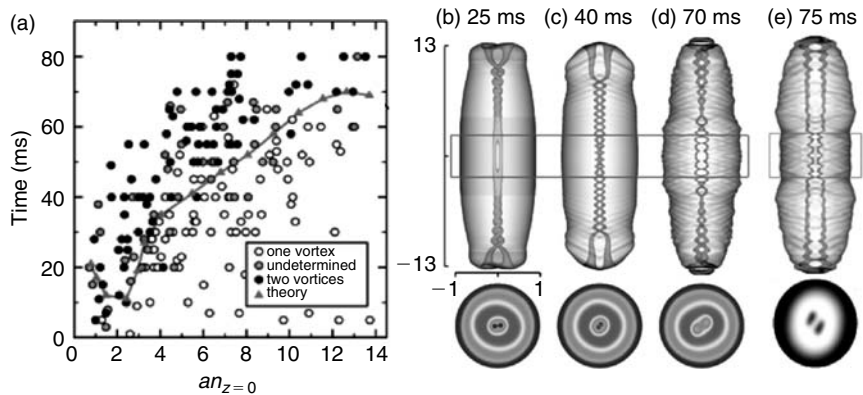 (a)
80
60
40
20
0
Time (ms)
one vortex
undetermined
two vortices
theory
0 2 4 6 8 10 12 14
an z = 0
(b) 25 ms (c) 40 ms (d) 70 ms (e) 75 ms
13
−13
−1 1